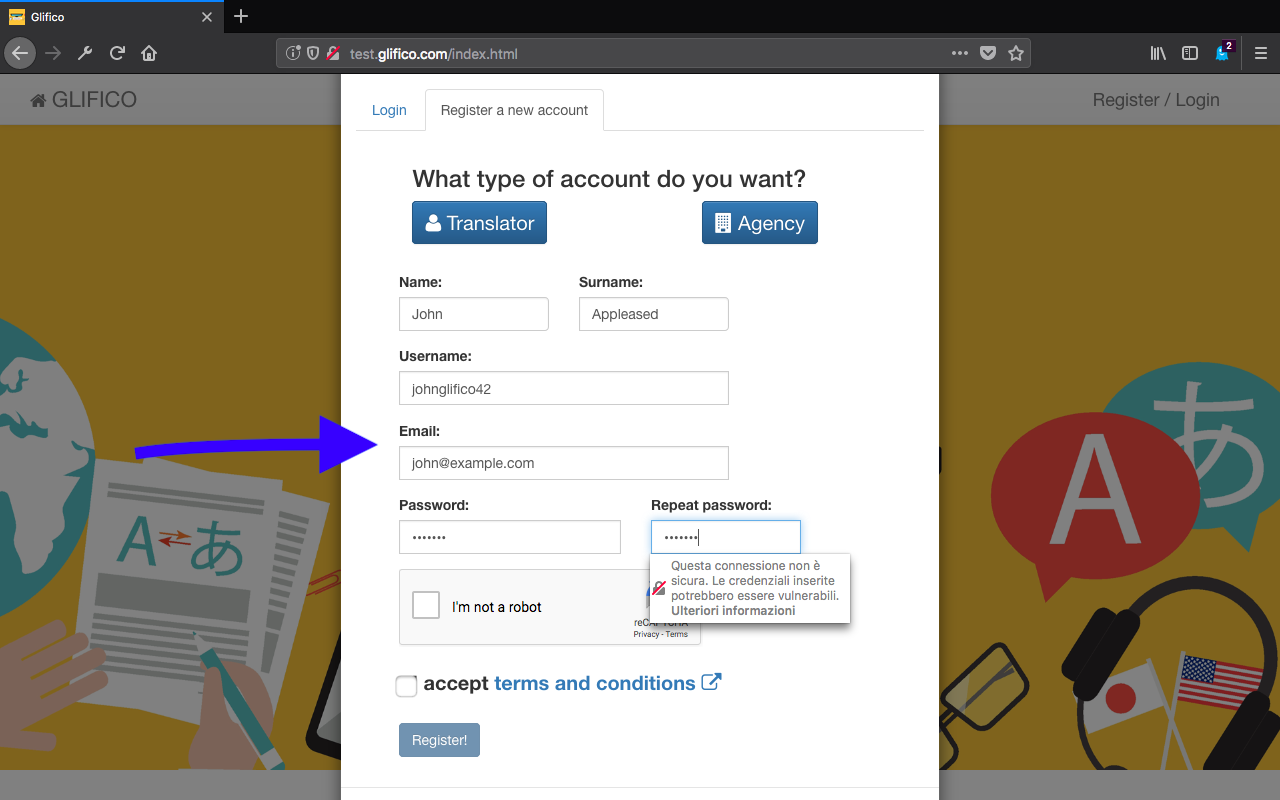 Glifico
test.glifico.com/index.html
2
GLIFICO
Register / Login
Login
Register a new account
What type of account do you want?
Translator
Agency
Name:
Surname:
John
Appleased
Username:
johnglifico42
Email:
john@example.com
Password:
Repeat password:
•••••••
•••••••
Questa connessione non è
sicura. Le credenziali inserite
potrebbero essere vulnerabili.
Ulteriori informazioni
I'm not a robot
reCAPTCHA
Privacy - Terms
accept terms and conditions
Register!
A
あ
A
あ